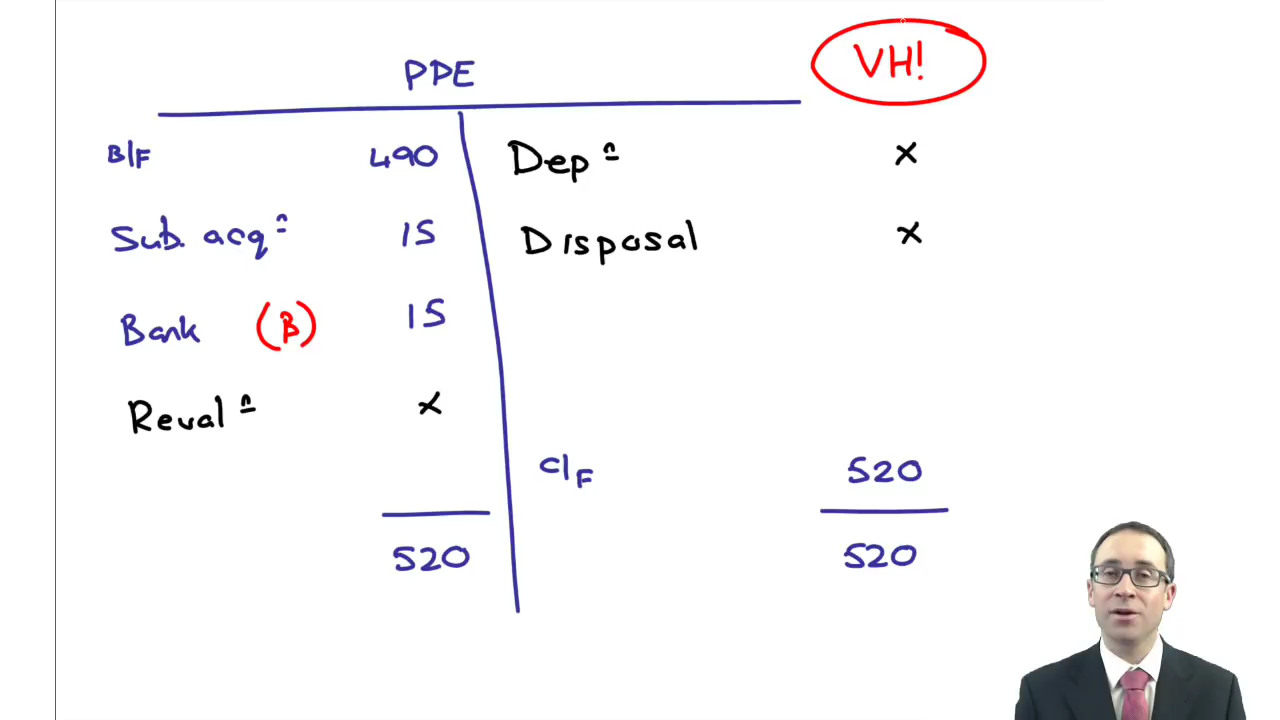 VH!
PPE
B/F 490 Dep n x
Sub. acq n 15 Disposal x
Bank (B) 15
Reval n x
C/F 520
520 520